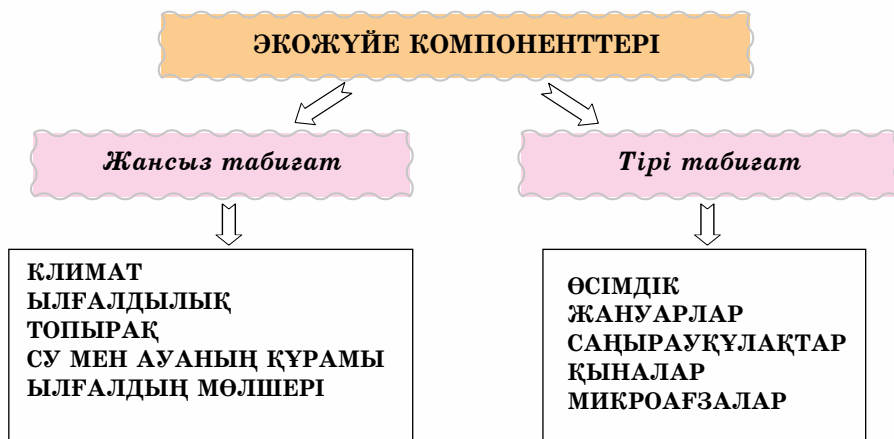 ЭКОЖҮЙЕ КОМПОНЕНТТЕРІ
Жансыз табиғат
Тірі табиғат
КЛИМАТ
ЫЛҒАЛДЫЛЫҚ
ТОПЫРАҚ
СУ МЕН АУАНЫҢ ҚҰРАМЫ
ЫЛҒАЛДЫҢ МӨЛШЕРІ
ӨСІМДІК
ЖАНУАРЛАР
САҢЫРАУҚҰЛАҚТАР
ҚЫНАЛАР
МИКРОАҒЗАЛАР